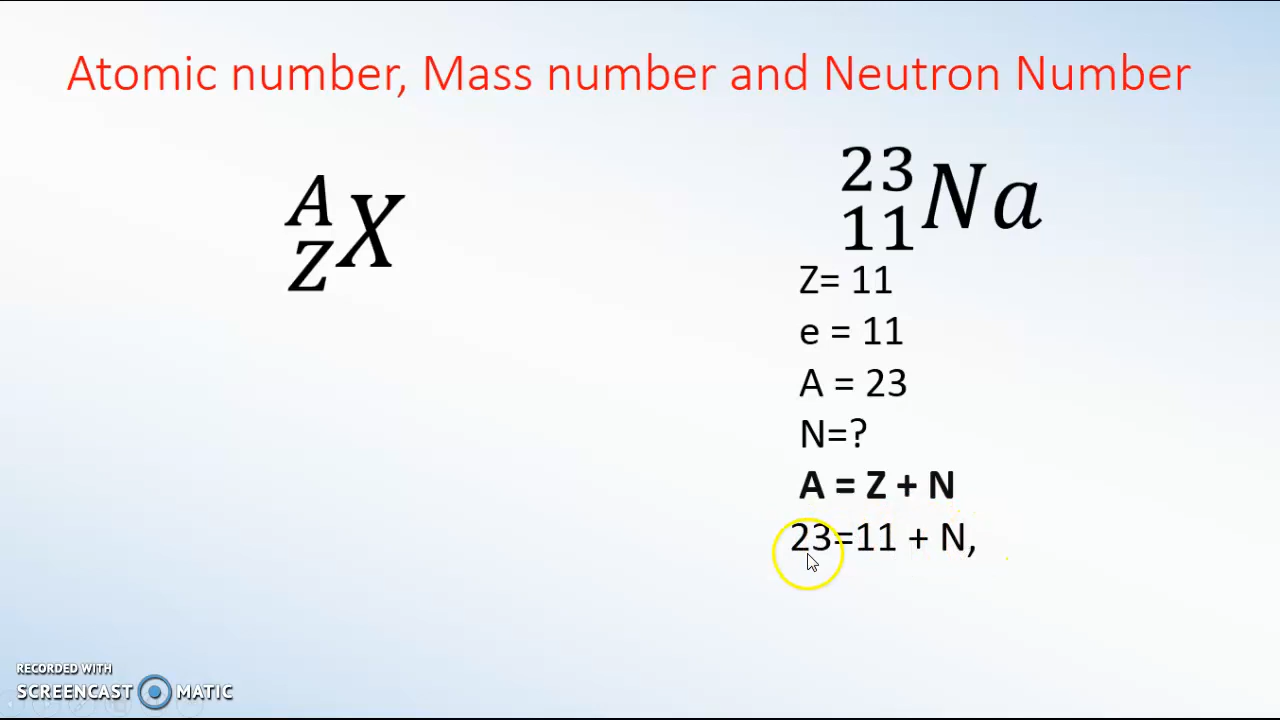 Atomic number, Mass number and Neutron Number
A
Z X
23
11 Na
Z= 11
e = 11
A = 23
N=?
A = Z + N
23=11 + N,
RECORDED WITH
SCREENCAST MATIC